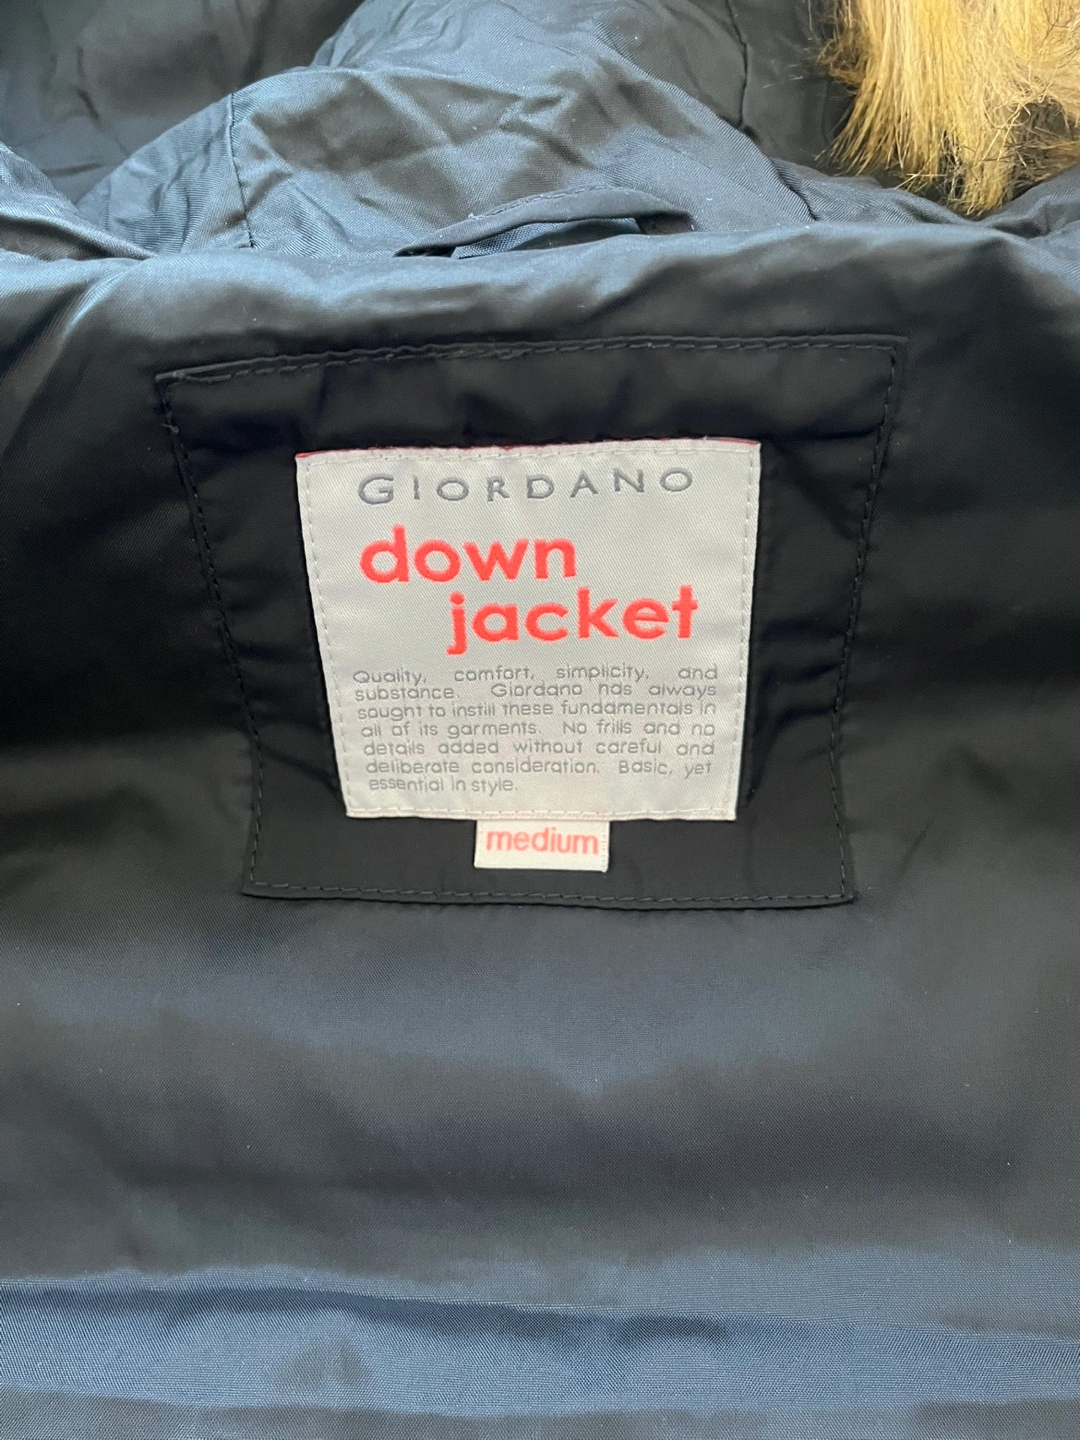 GIORDANO
down
jacket
Quality, comfort, simplicity, and
substance. Giordano has always
sought to instill these fundamentals in
all of its garments. No frills and no
details added without careful and
deliberate consideration. Basic, yet
essential in style.
medium